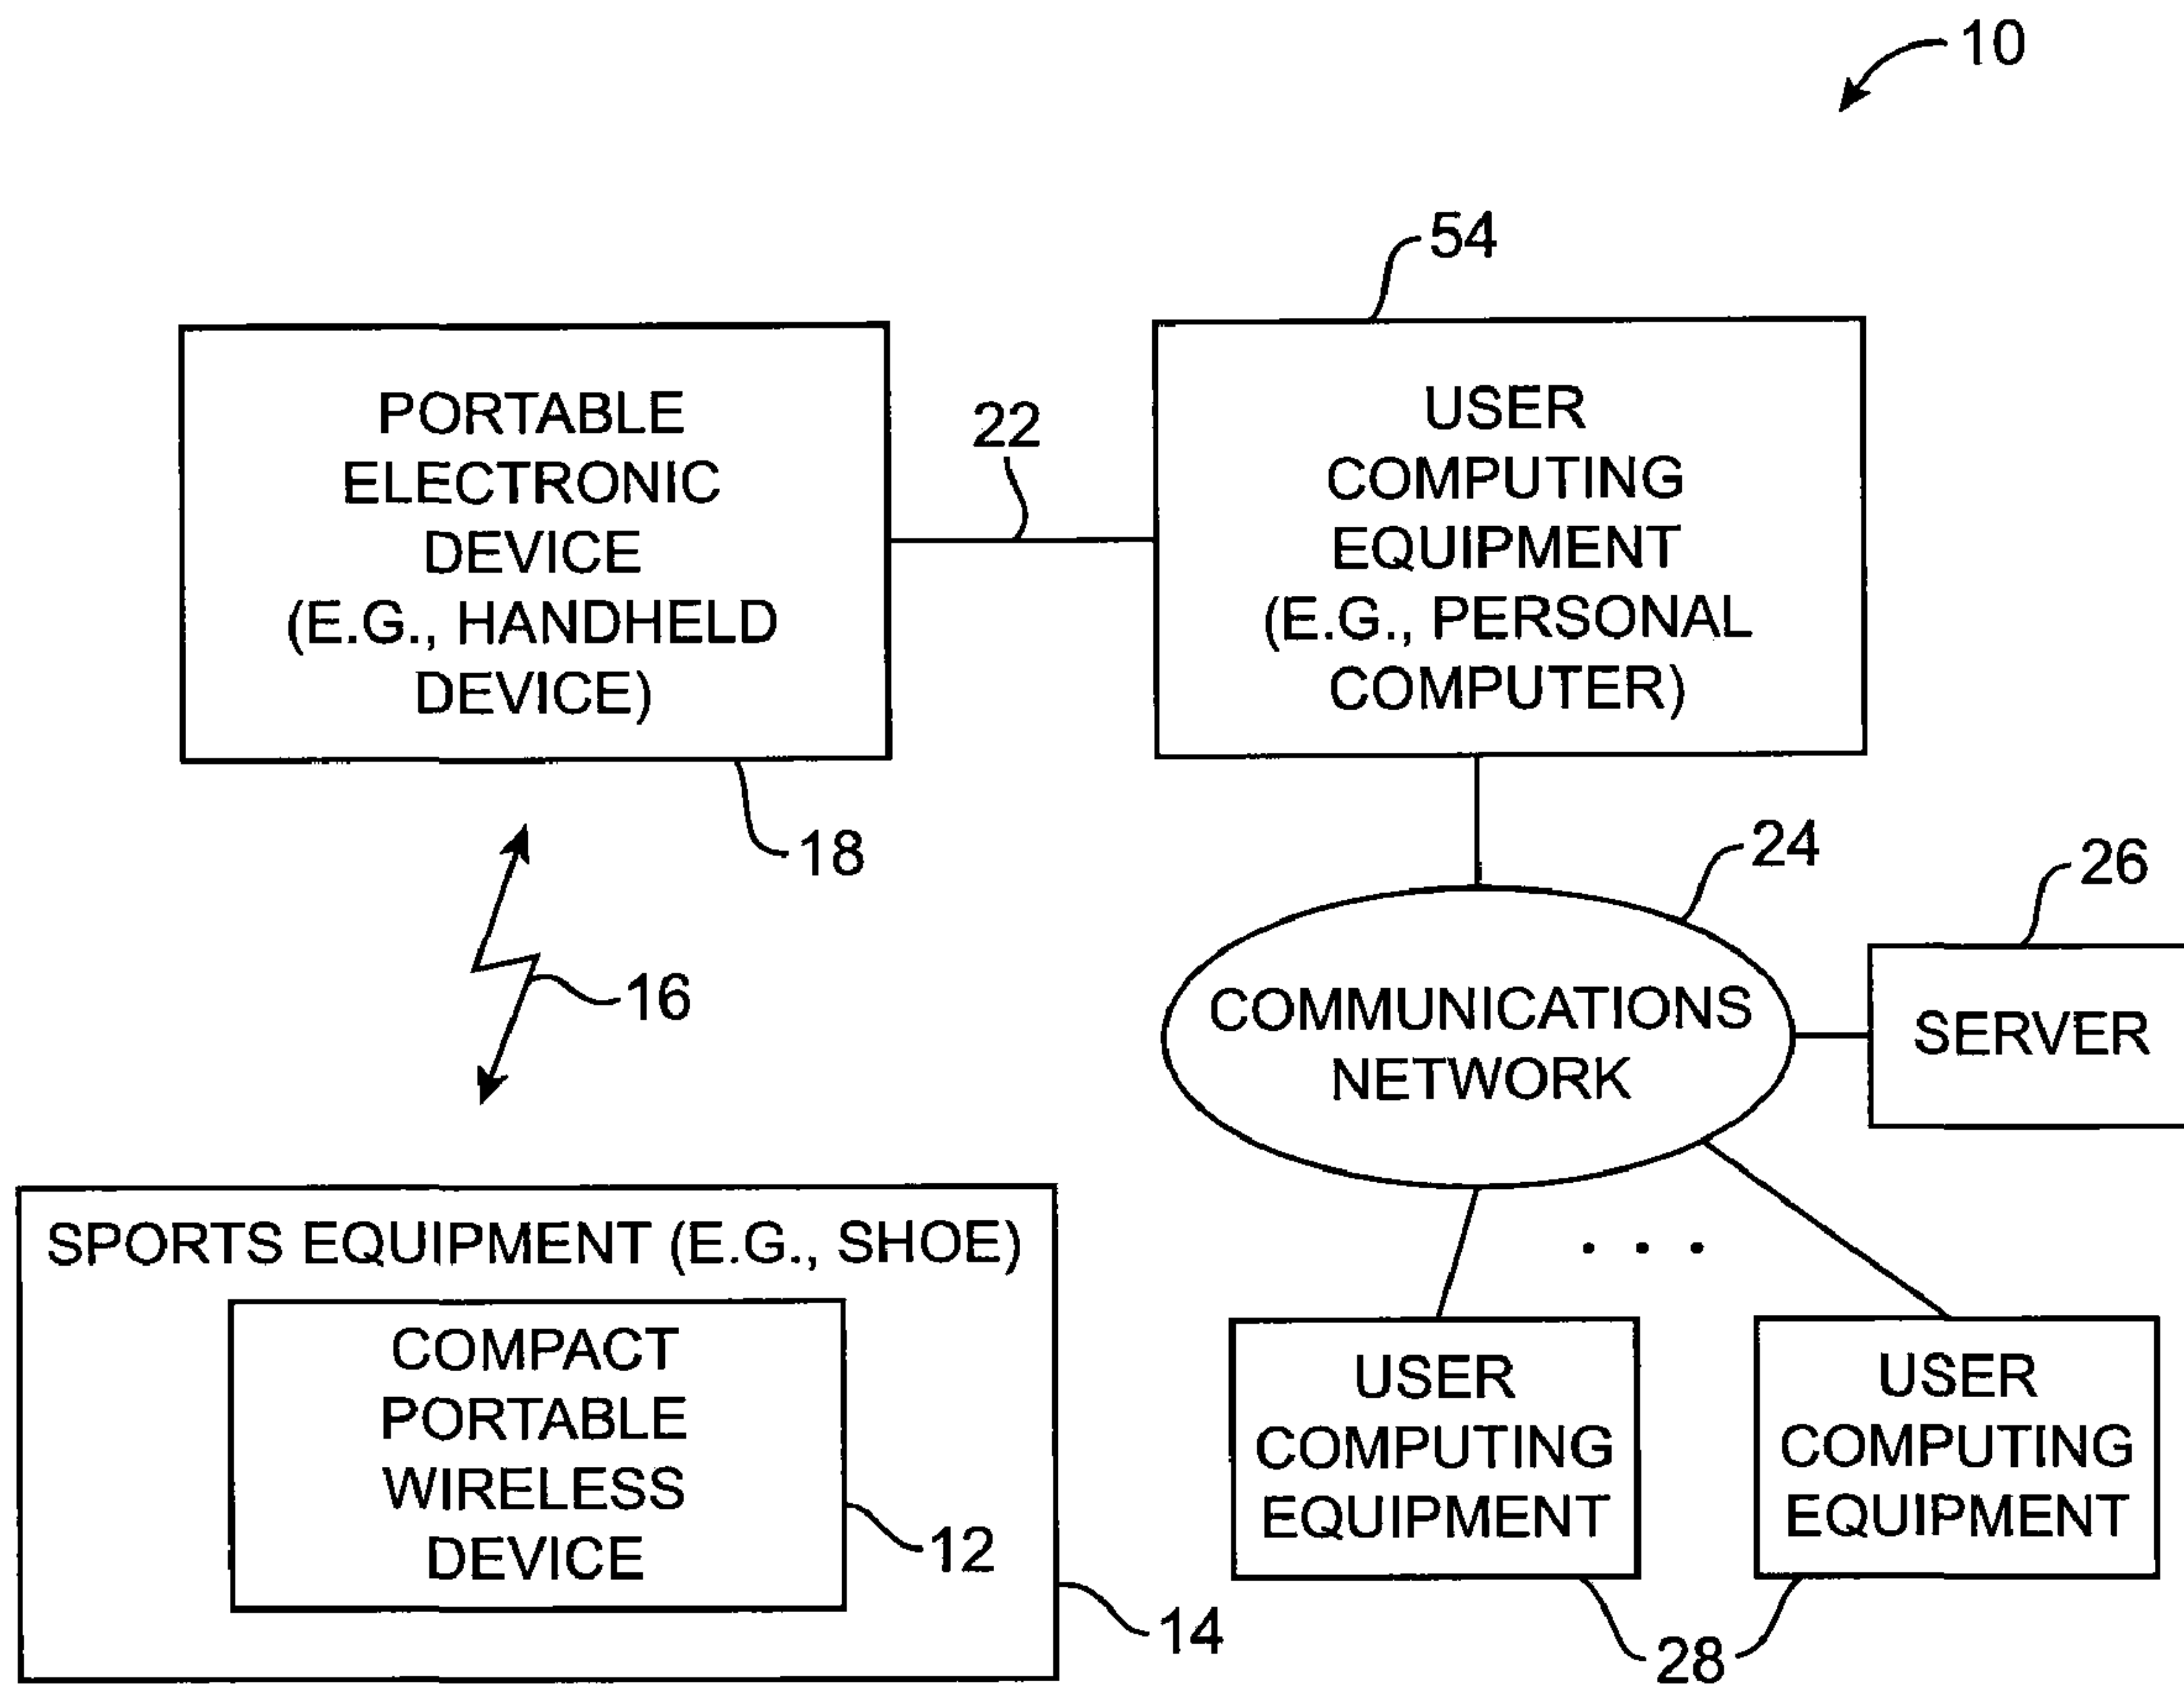 10
54
PORTABLE
ELECTRONIC
DEVICE
(E.G., HANDHELD
DEVICE)
22
USER
COMPUTING
EQUIPMENT
(E.G., PERSONAL
COMPUTER)
18
24
26
16
COMMUNICATIONS
NETWORK
SERVER
SPORTS EQUIPMENT (E.G., SHOE)
COMPACT
PORTABLE
WIRELESS
DEVICE
12
14
. . .
USER
COMPUTING
EQUIPMENT
USER
COMPUTING
EQUIPMENT
28